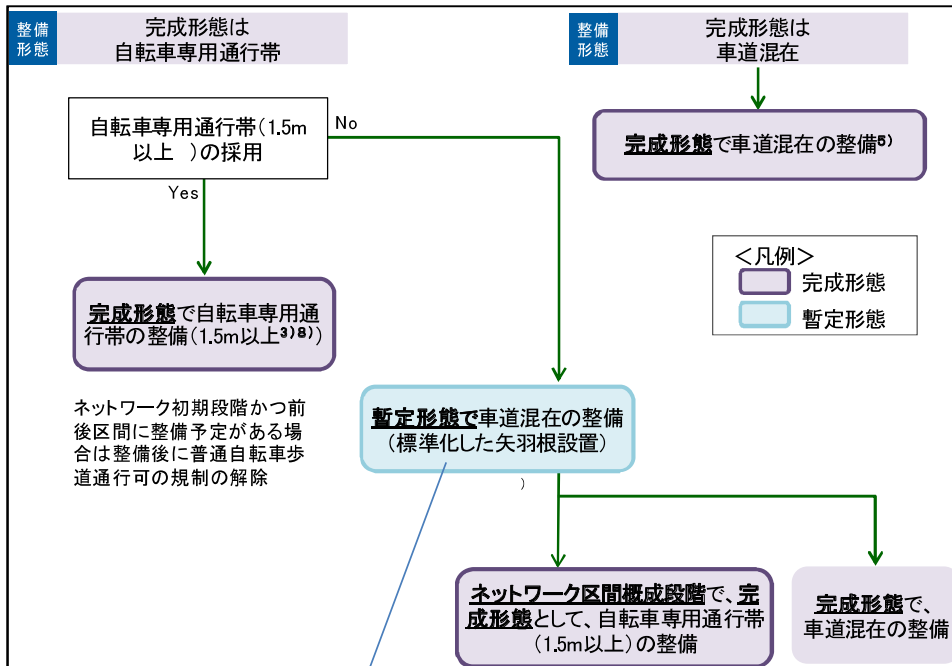 整備
形態
完成形態は
自転車専用通行帯
整備
形態
完成形態は
車道混在
自転車専用通行帯(1.5m
以上 )の採用
No
Yes
完成形態で車道混在の整備5)
<凡例>
完成形態
暫定形態
完成形態で自転車専用通
行帯の整備(1.5m以上3)8))
ネットワーク初期段階かつ前
後区間に整備予定がある場
合は整備後に普通自転車歩
道通行可の規制の解除
暫定形態で車道混在の整備
(標準化した矢羽根設置)
)
ネットワーク区間概成段階で、完
成形態として、自転車専用通行帯
(1.5m以上)の整備
完成形態で、
車道混在の整備